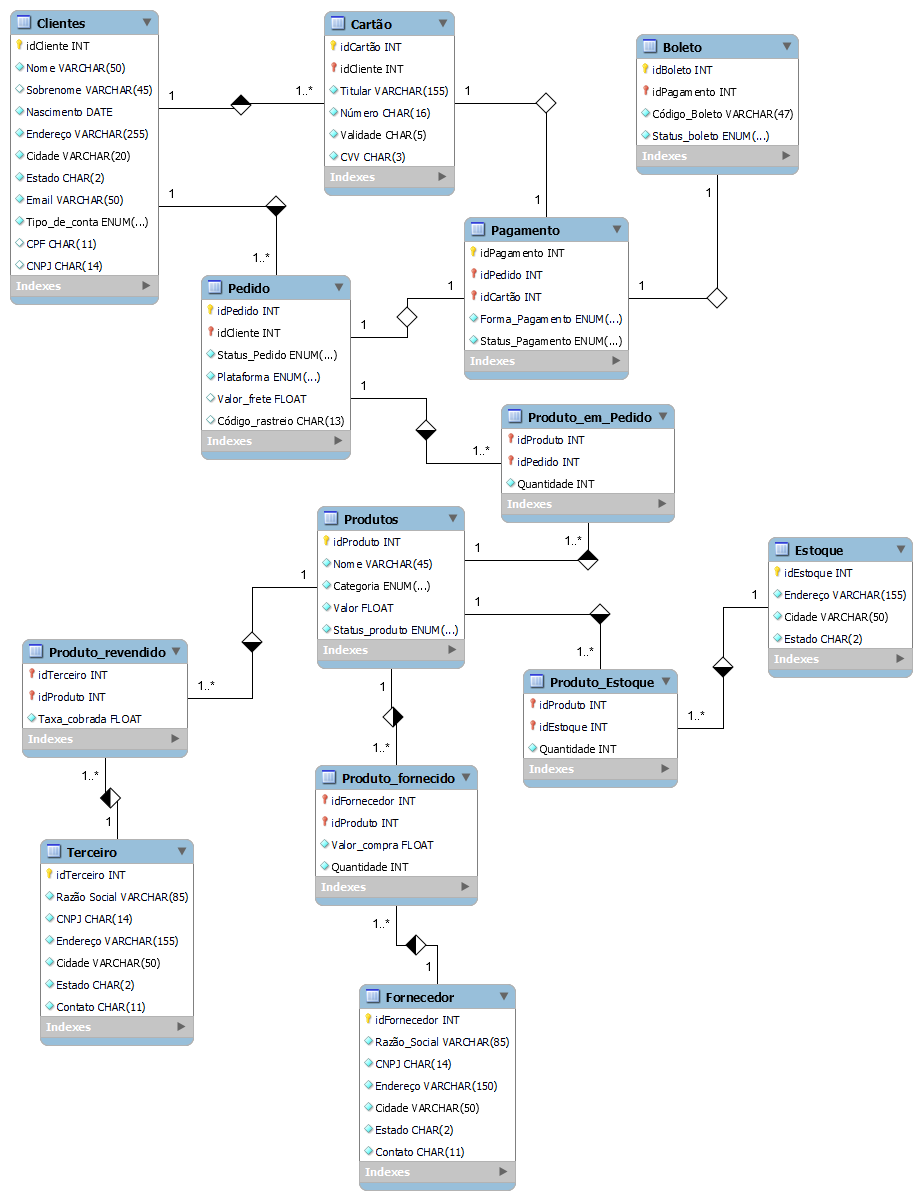 Clientes
idCliente INT
Nome VARCHAR(50)
Sobrenome VARCHAR(45)
Nascimento DATE
Endereço VARCHAR(255)
Cidade VARCHAR(20)
Estado CHAR(2)
Email VARCHAR(50)
Tipo_de_conta ENUM(...)
CPF CHAR(11)
CNPJ CHAR(14)
Indexes
1
1..*
Cartão
idCartão INT
idCliente INT
Titular VARCHAR(155)
Número CHAR(16)
Validade CHAR(5)
CVV CHAR(3)
Indexes
1
1
Boleto
idBoleto INT
idPagamento INT
Código_Boleto VARCHAR(47)
Status_boleto ENUM(...)
Indexes
1
1
1
1..*
Pagamento
idPagamento INT
idPedido INT
idCartão INT
Forma_Pagamento ENUM(...)
Status_Pagamento ENUM(...)
Indexes
Pedido
idPedido INT
idCliente INT
Status_Pedido ENUM(...)
Plataforma ENUM(...)
Valor_frete FLOAT
Código_rastreio CHAR(13)
Indexes
1
1
1
1..*
Produto_em_Pedido
idProduto INT
idPedido INT
Quantidade INT
Indexes
1..*
1
Produtos
idProduto INT
Nome VARCHAR(45)
Categoria ENUM(...)
Valor FLOAT
Status_produto ENUM(...)
Indexes
1
1..*
Estoque
idEstoque INT
Endereço VARCHAR(155)
Cidade VARCHAR(50)
Estado CHAR(2)
Indexes
1
1..*
Produto_Estoque
idProduto INT
idEstoque INT
Quantidade INT
Indexes
1
1..*
Produto_revendido
idTerceiro INT
idProduto INT
Taxa_cobrada FLOAT
Indexes
1..*
1
Terceiro
idTerceiro INT
Razão Social VARCHAR(85)
CNPJ CHAR(14)
Endereço VARCHAR(155)
Cidade VARCHAR(50)
Estado CHAR(2)
Contato CHAR(11)
Indexes
1
1..*
Produto_fornecido
idFornecedor INT
idProduto INT
Valor_compra FLOAT
Quantidade INT
Indexes
1..*
1
Fornecedor
idFornecedor INT
Razão_Social VARCHAR(85)
CNPJ CHAR(14)
Endereço VARCHAR(150)
Cidade VARCHAR(50)
Estado CHAR(2)
Contato CHAR(11)
Indexes